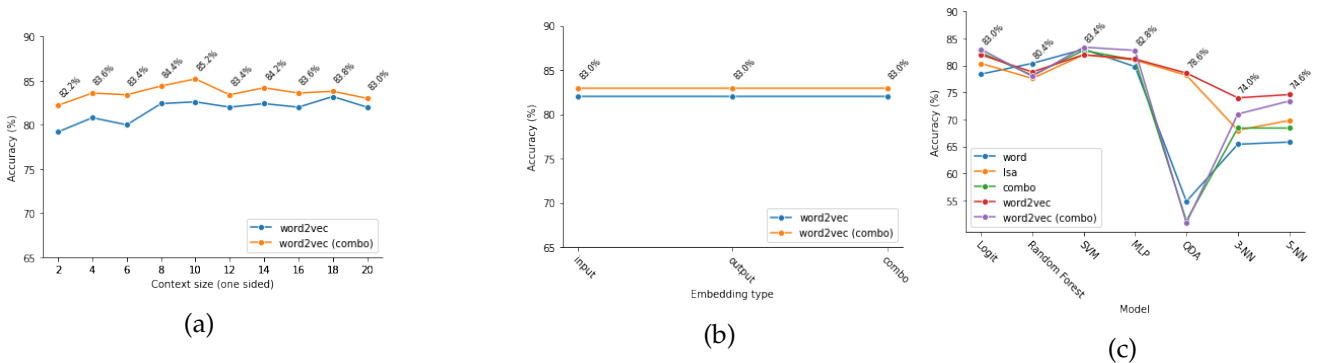 90
85
80
75
70
65
Accuracy (%)
82.2%
83.6%
83.4%
84.4%
85.2%
83.4%
84.2%
83.6%
83.8%
83.0%
word2vec
word2vec (combo)
2 4 6 8 10 12 14 16 18 20
Context size (one sided)
(a)
90
85
80
75
70
65
Accuracy (%)
83.0%
83.0%
83.0%
word2vec
word2vec (combo)
input output combo
Embedding type
(b)
90
85
80
75
70
65
60
55
Accuracy (%)
83.0%
80.4%
83.4%
82.8%
78.6%
74.0%
74.6%
word
lsa
combo
word2vec
word2vec (combo)
Logit Random Forest SVM MLP QDA 3-NN 5-NN
Model
(c)